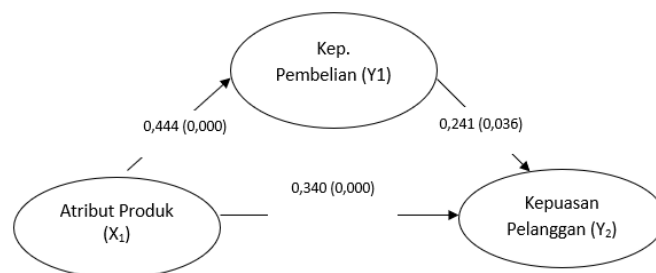 Kep.
Pembelian (Y1)
0,444 (0,000)
0,241 (0,036)
0,340 (0,000)
Atribut Produk
(X₁)
Kepuasan
Pelanggan (Y₂)